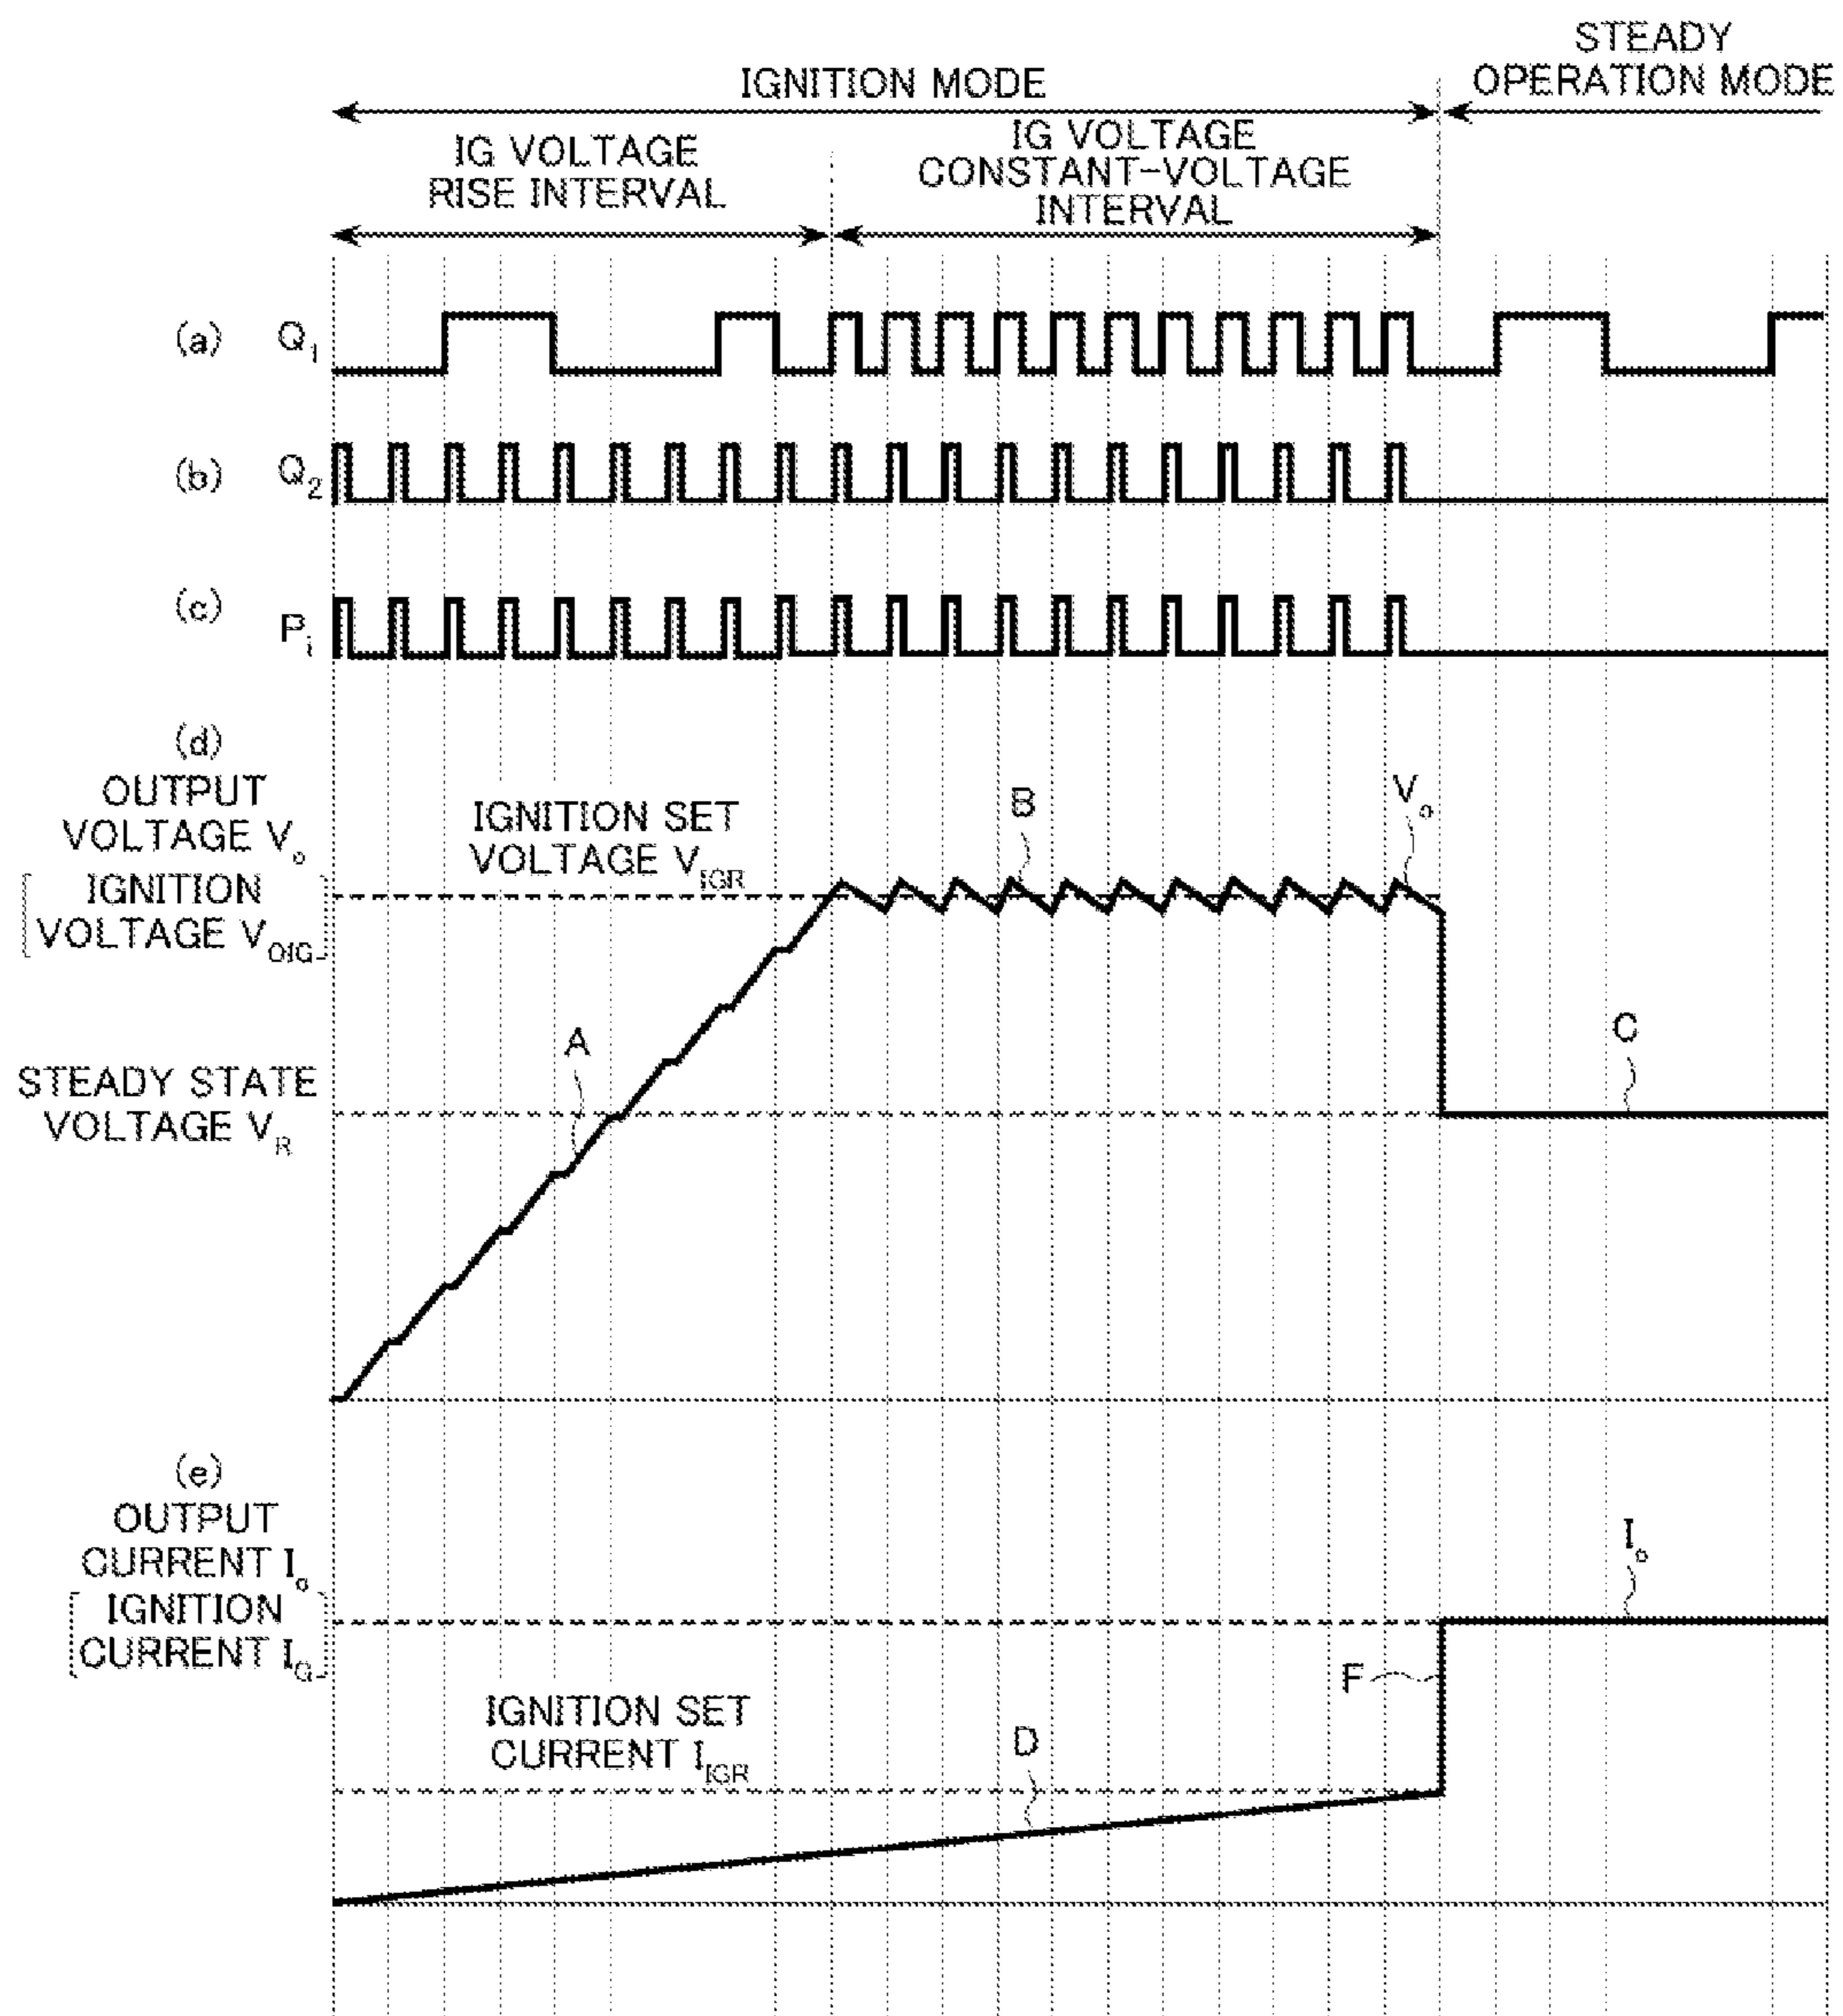 STEADY
OPERATION MODE
IGNITION MODE
IG VOLTAGE
RISE INTERVAL
IG VOLTAGE
CONSTANT-VOLTAGE
INTERVAL
(a) Q1
(b) Q2
(c) Pi
(d)
OUTPUT
VOLTAGE Vo
IGNITION
VOLTAGE VOIG
IGNITION SET
VOLTAGE VIGR
B
Vo
A
C
STEADY STATE
VOLTAGE VR
(e)
OUTPUT
CURRENT Io
IGNITION
CURRENT IG
Io
F
IGNITION SET
CURRENT IIGR
D